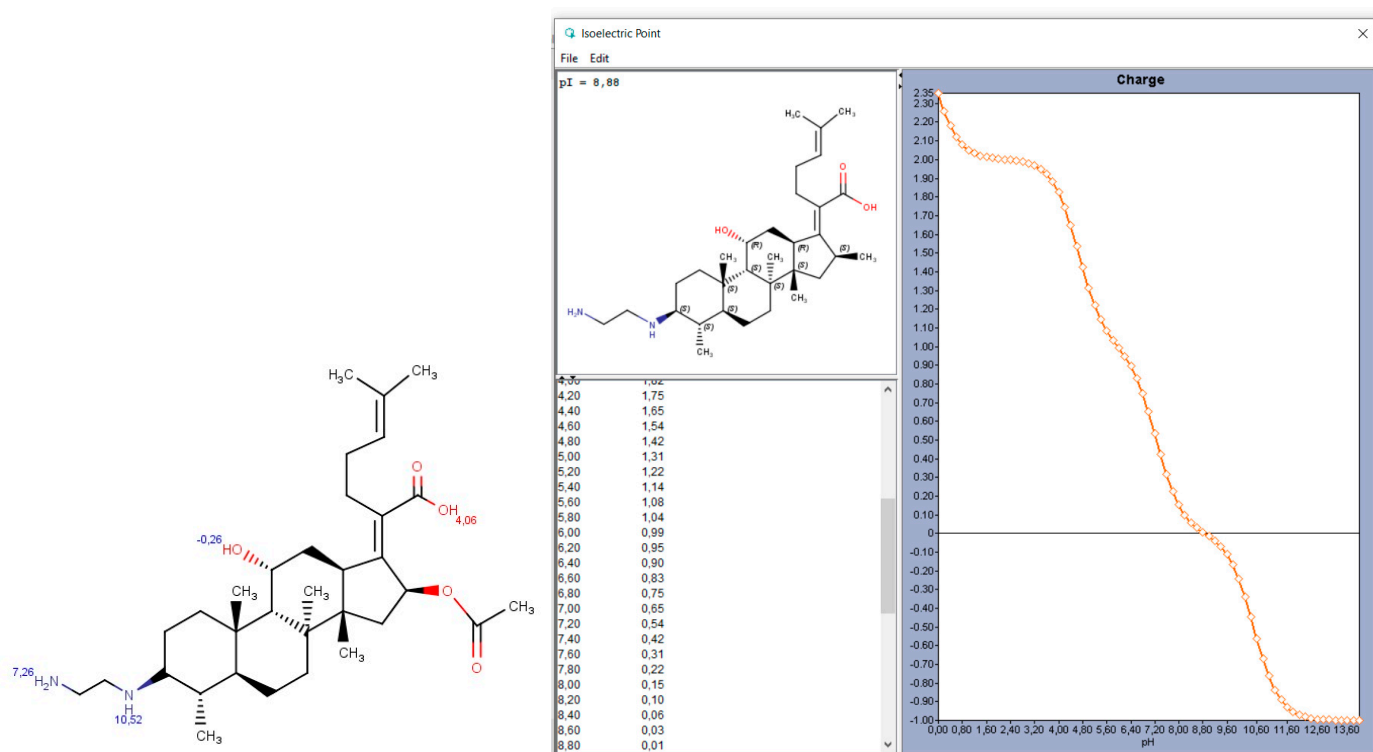 Isoelectric Point
File Edit
pI = 8,88
H₃C
CH₃
O
OH
HO
(R)
(R)
(S)
CH₃
CH₃
CH₃
(S)
(S)
(S)
(S)
CH₃
(S)
(S)
(S)
H₂N
N
H
CH₃
4,00 1,82
4,20 1,75
4,40 1,65
4,60 1,54
4,80 1,42
5,00 1,31
5,20 1,22
5,40 1,14
5,60 1,08
5,80 1,04
6,00 0,99
6,20 0,95
6,40 0,90
6,60 0,83
6,80 0,75
7,00 0,65
7,20 0,54
7,40 0,42
7,60 0,31
7,80 0,22
8,00 0,15
8,20 0,10
8,40 0,06
8,60 0,03
8,80 0,01
Charge
2.35
2.30
2.20
2.10
2.00
1.90
1.80
1.70
1.60
1.50
1.40
1.30
1.20
1.10
1.00
0.90
0.80
0.70
0.60
0.50
0.40
0.30
0.20
0.10
0
-0.10
-0.20
-0.30
-0.40
-0.50
-0.60
-0.70
-0.80
-0.90
-1.00
0,00 0,80 1,60 2,40 3,20 4,00 4,80 5,60 6,40 7,20 8,00 8,80 9,60 10,40 11,60 12,40 13,60
pH
H₃C
CH₃
O
OH 4,06
-0,26
HO
CH₃
CH₃
O
CH₃
CH₃
O
7,26
H₂N
N
H
10,52
CH₃